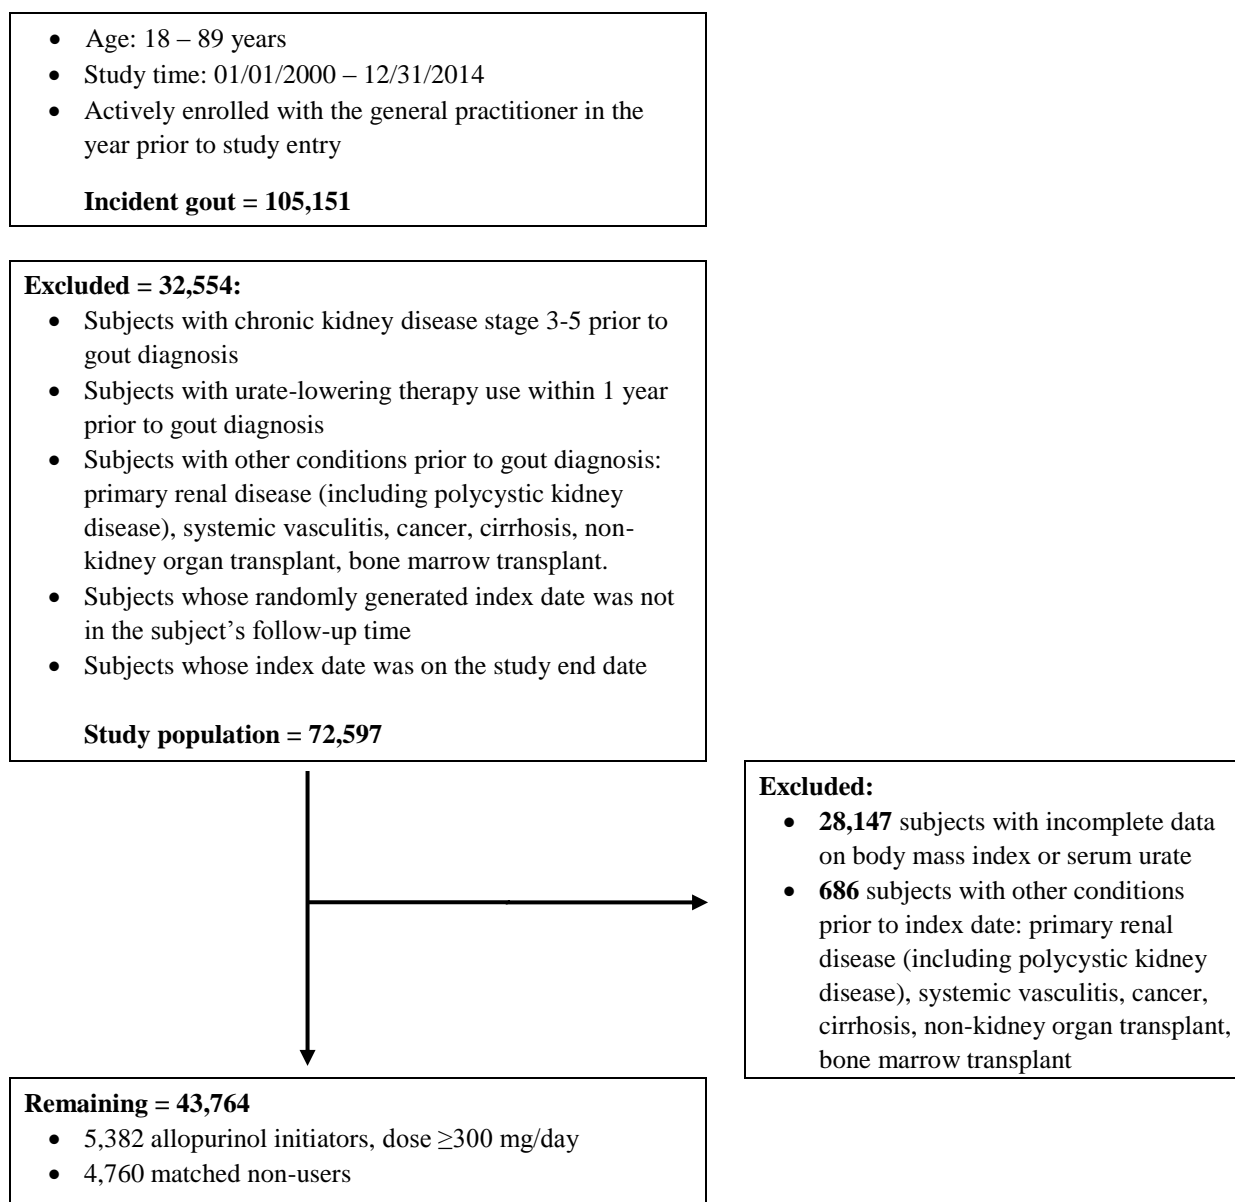 • Age: 18 – 89 years
• Study time: 01/01/2000 – 12/31/2014
• Actively enrolled with the general practitioner in the
year prior to study entry
Incident gout = 105,151
Excluded = 32,554:
• Subjects with chronic kidney disease stage 3-5 prior to
gout diagnosis
• Subjects with urate-lowering therapy use within 1 year
prior to gout diagnosis
• Subjects with other conditions prior to gout diagnosis:
primary renal disease (including polycystic kidney
disease), systemic vasculitis, cancer, cirrhosis, non-
kidney organ transplant, bone marrow transplant.
• Subjects whose randomly generated index date was not
in the subject’s follow-up time
• Subjects whose index date was on the study end date
Study population = 72,597
Excluded:
• 28,147 subjects with incomplete data
on body mass index or serum urate
• 686 subjects with other conditions
prior to index date: primary renal
disease (including polycystic kidney
disease), systemic vasculitis, cancer,
cirrhosis, non-kidney organ transplant,
bone marrow transplant
Remaining = 43,764
• 5,382 allopurinol initiators, dose ≥300 mg/day
• 4,760 matched non-users